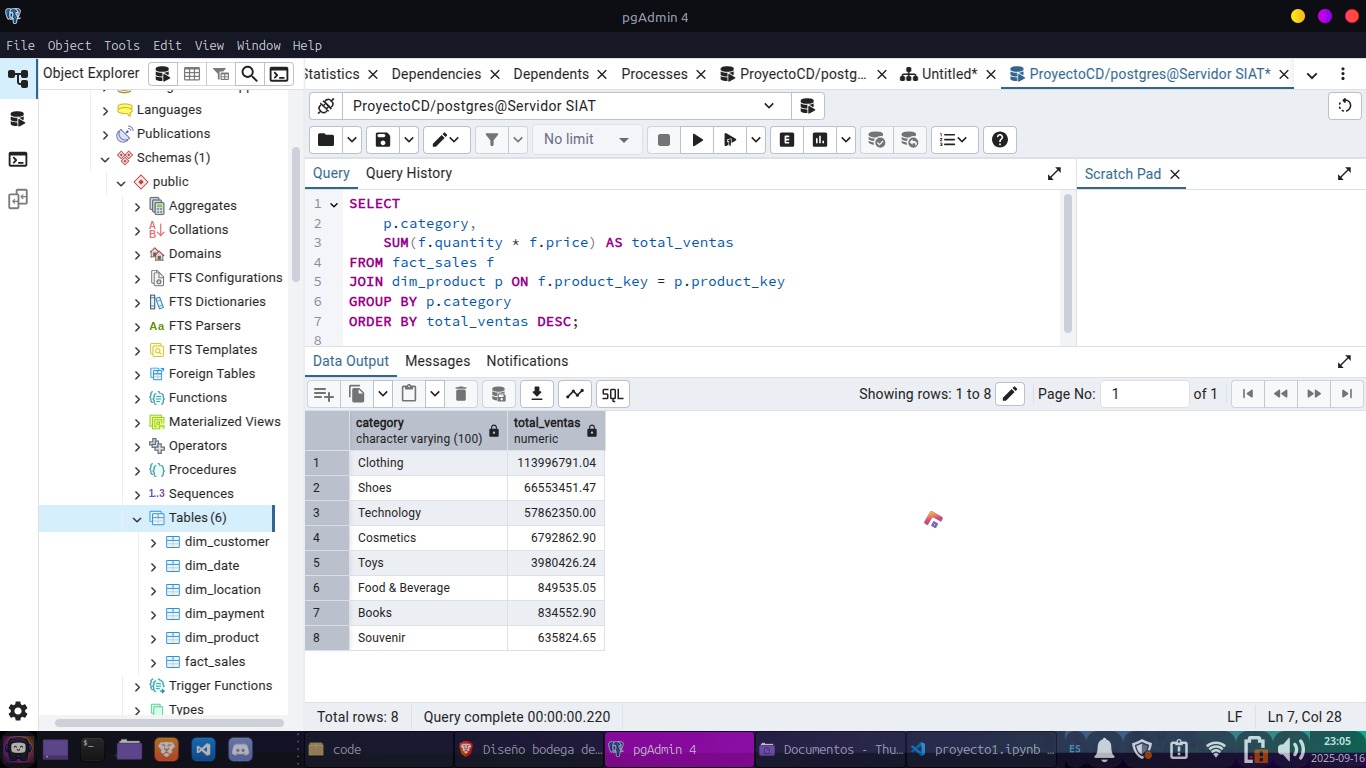 pgAdmin 4
File Object Tools Edit View Window Help
Object Explorer
Statistics Dependencies Dependents Processes ProyectoCD/postg... Untitled* ProyectoCD/postgres@Servidor SIAT*
ProyectoCD/postgres@Servidor SIAT
No limit
Languages
Publications
Schemas (1)
public
Aggregates
Collations
Domains
FTS Configurations
FTS Dictionaries
Aa FTS Parsers
FTS Templates
Foreign Tables
Functions
Materialized Views
Operators
Procedures
1..3 Sequences
Tables (6)
dim_customer
dim_date
dim_location
dim_payment
dim_product
fact_sales
Trigger Functions
Types
Query Query History
Scratch Pad
1 SELECT
2 p.category,
3 SUM(f.quantity * f.price) AS total_ventas
4 FROM fact_sales f
5 JOIN dim_product p ON f.product_key = p.product_key
6 GROUP BY p.category
7 ORDER BY total_ventas DESC;
8
Data Output Messages Notifications
SQL
Showing rows: 1 to 8 Page No: 1 of 1
category total_ventas
character varying (100) numeric
1 Clothing 113996791.04
2 Shoes 66553451.47
3 Technology 57862350.00
4 Cosmetics 6792862.90
5 Toys 3980426.24
6 Food & Beverage 849535.05
7 Books 834552.90
8 Souvenir 635824.65
Total rows: 8 Query complete 00:00:00.220 LF Ln 7, Col 28
code Diseño bodega de... pgAdmin 4 Documentos - Thu... proyecto1.ipynb ... ES
23:05
2025-09-16